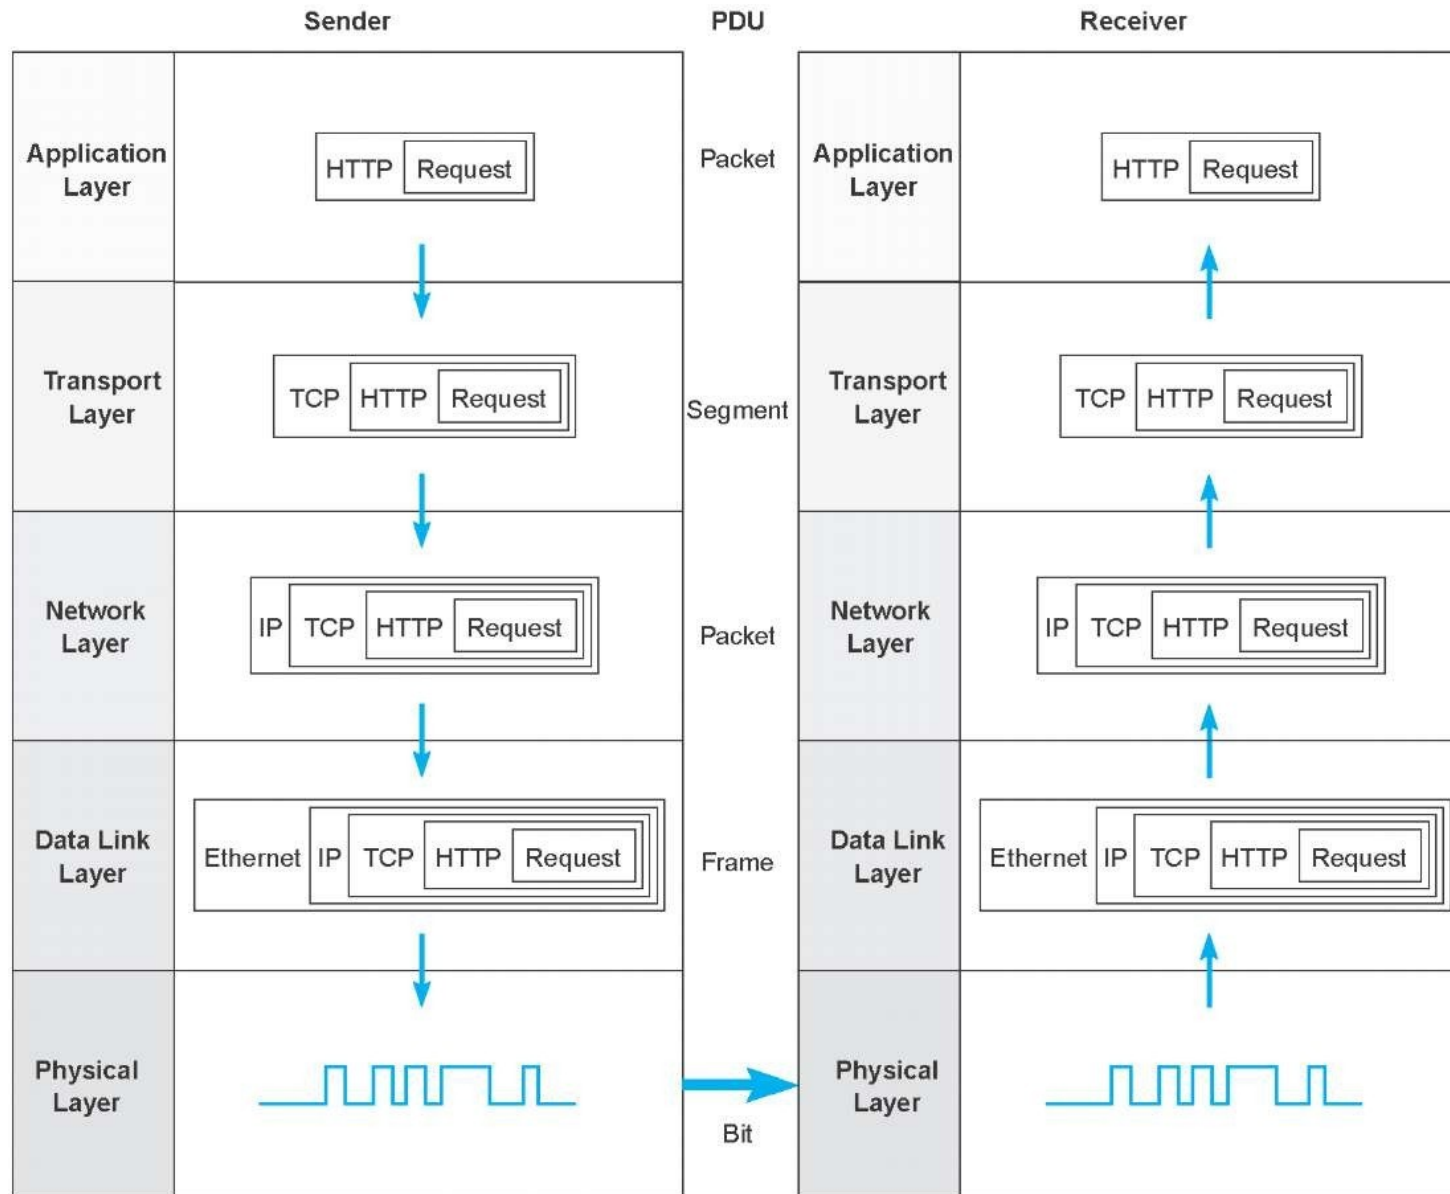 Sender PDU Receiver
Application
Layer
HTTP Request
Packet
Application
Layer
HTTP Request
Transport
Layer
TCP HTTP Request
Segment
Transport
Layer
TCP HTTP Request
Network
Layer
IP TCP HTTP Request
Packet
Network
Layer
IP TCP HTTP Request
Data Link
Layer
Ethernet IP TCP HTTP Request
Frame
Data Link
Layer
Ethernet IP TCP HTTP Request
Physical
Layer
Bit
Physical
Layer